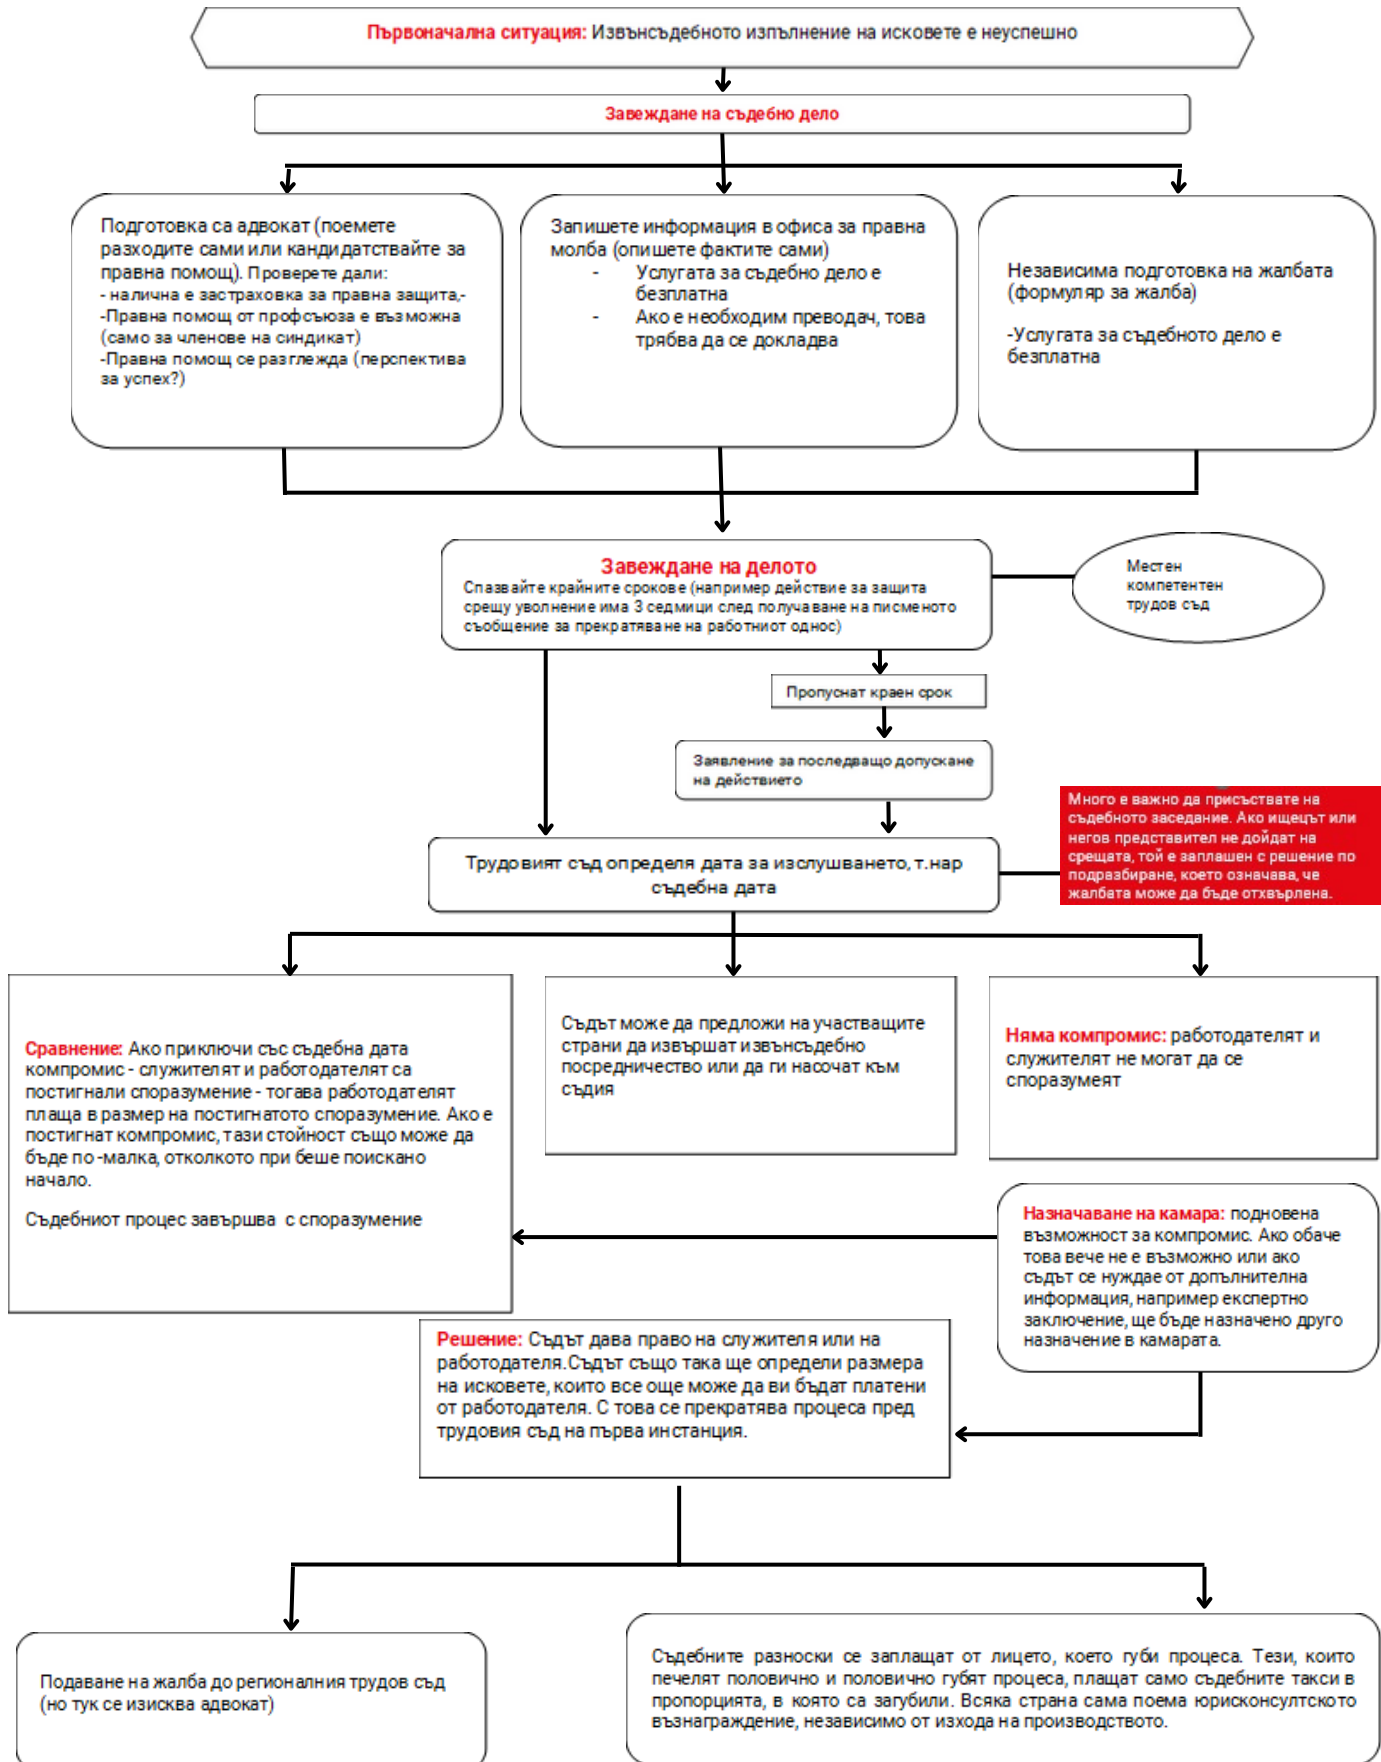 Първоначална ситуация: Извънсъдебното изпълнение на исковете е неуспешно
Завеждане на съдебно дело
Подготовка са адвокат (поемете
разходите сами или кандидатствайте за
правна помощ). Проверете дали:
- налична е застраховка за правна защита,-
-Правна помощ от профсъюза е възможна
(само за членове на синдикат)
-Правна помощ се разглежда (перспектива
за успех?)
Запишете информация в офиса за правна
молба (опишете фактите сами)
- Услугата за съдебно дело е
безплатна
- Ако е необходим преводач, това
трябва да се докладва
Независима подготовка на жалбата
(формуляр за жалба)
-Услугата за съдебното дело е
безплатна
Завеждане на делото
Спазвайте крайните срокове (например действие за защита
срещу уволнение има 3 седмици след получаване на писменото
съобщение за прекратяване на работниот однос)
Местен
компетентен
трудов съд
Пропуснат краен срок
Заявление за последващо допускане
на действието
Много е важно да присъствате на
съдебното заседание. Ако ищецът или
негов представител не дойдат на
срещата, той е заплашен с решение по
подразбиране, което означава, че
жалбата може да бъде отхвърлена.
Трудовият съд определя дата за изслушването, т.нар
съдебна дата
Сравнение: Ако приключи със съдебна дата
компромис - служителят и работодателят са
постигнали споразумение - тогава работодателят
плаща в размер на постигнатото споразумение. Ако е
постигнат компромис, тази стойност също може да
бъде по -малка, отколкото при беше поискано
начало.
Съдебниот процес завършва с споразумение
Съдът може да предложи на участващите
страни да извършат извънсъдебно
посредничество или да ги насочат към
съдия
Няма компромис: работодателят и
служителят не могат да се
споразумеят
Назначаване на камара: подновена
възможност за компромис. Ако обаче
това вече не е възможно или ако
съдът се нуждае от допълнителна
информация, например експертно
заключение, ще бъде назначено друго
назначение в камарата.
Решение: Съдът дава право на служителя или на
работодателя.Съдът също така ще определи размера
на исковете, които все още може да ви бъдат платени
от работодателя. С това се прекратява процеса пред
трудовия съд на първа инстанция.
Подаване на жалба до регионалния трудов съд
(но тук се изисква адвокат)
Съдебните разноски се заплащат от лицето, което губи процеса. Тези, които
печелят половично и половично губят процеса, плащат само съдебните такси в
пропорцията, в която са загубили. Всяка страна сама поема юрисконсултското
възнаграждение, независимо от изхода на производството.